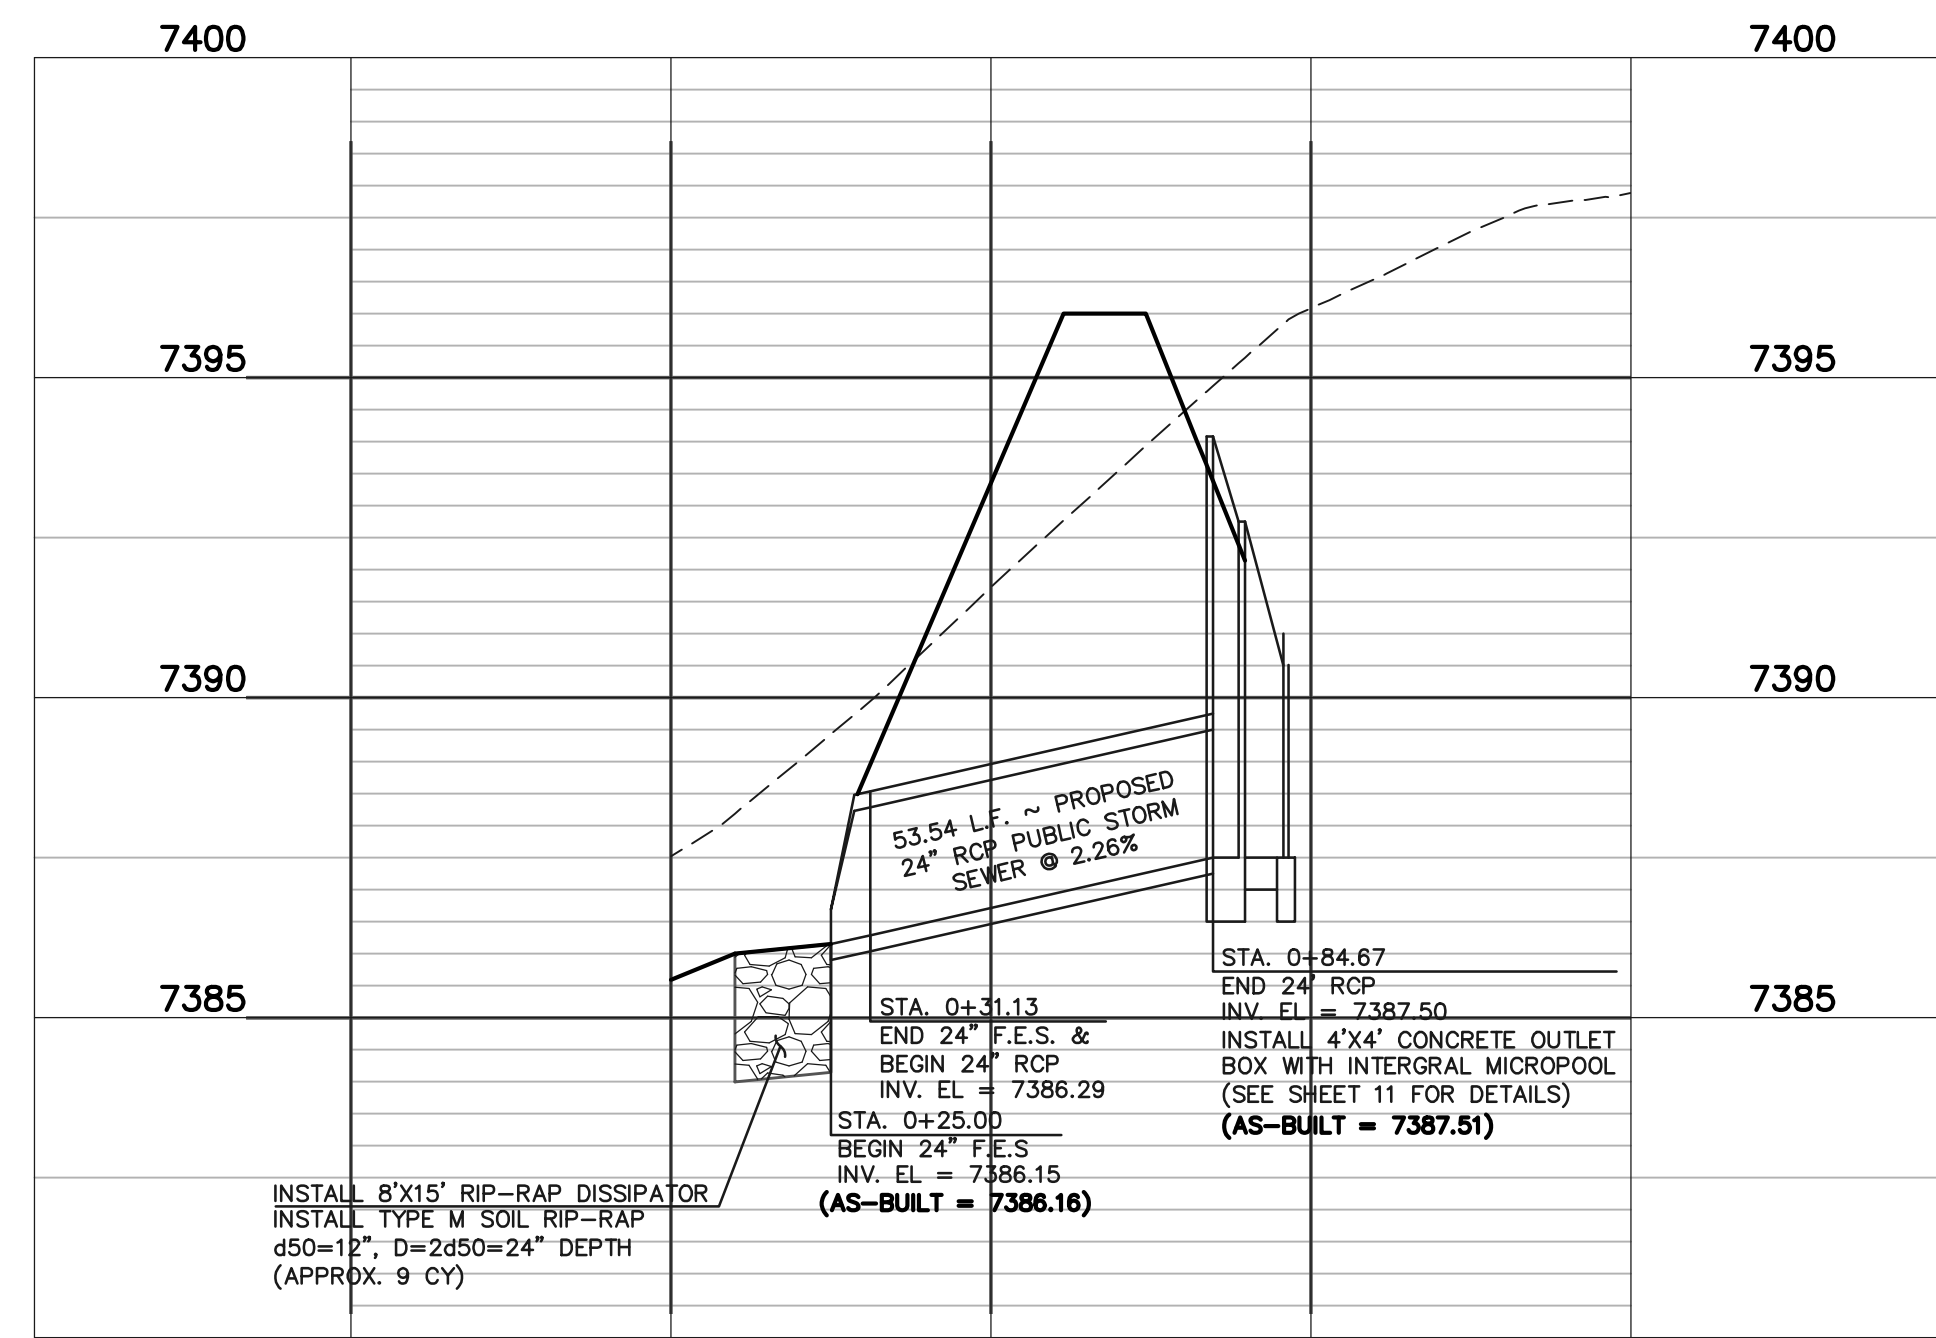 7400
7400
7395
7395
7390
7390
53.54 L.F. ~ PROPOSED
24" RCP PUBLIC STORM
SEWER @ 2.26%
7385
7385
STA. 0+84.67
END 24' RCP
INV. EL = 7387.50
INSTALL 4'X4' CONCRETE OUTLET
BOX WITH INTERGRAL MICROPOOL
(SEE SHEET 11 FOR DETAILS)
(AS-BUILT = 7387.51)
STA. 0+31.13
END 24" F.E.S. &
BEGIN 24" RCP
INV. EL = 7386.29
STA. 0+25.00
BEGIN 24" F.E.S
INV. EL = 7386.15
(AS-BUILT = 7386.16)
INSTALL 8'X15' RIP-RAP DISSIPATOR
INSTALL TYPE M SOIL RIP-RAP
d50=12", D=2d50=24" DEPTH
(APPROX. 9 CY)